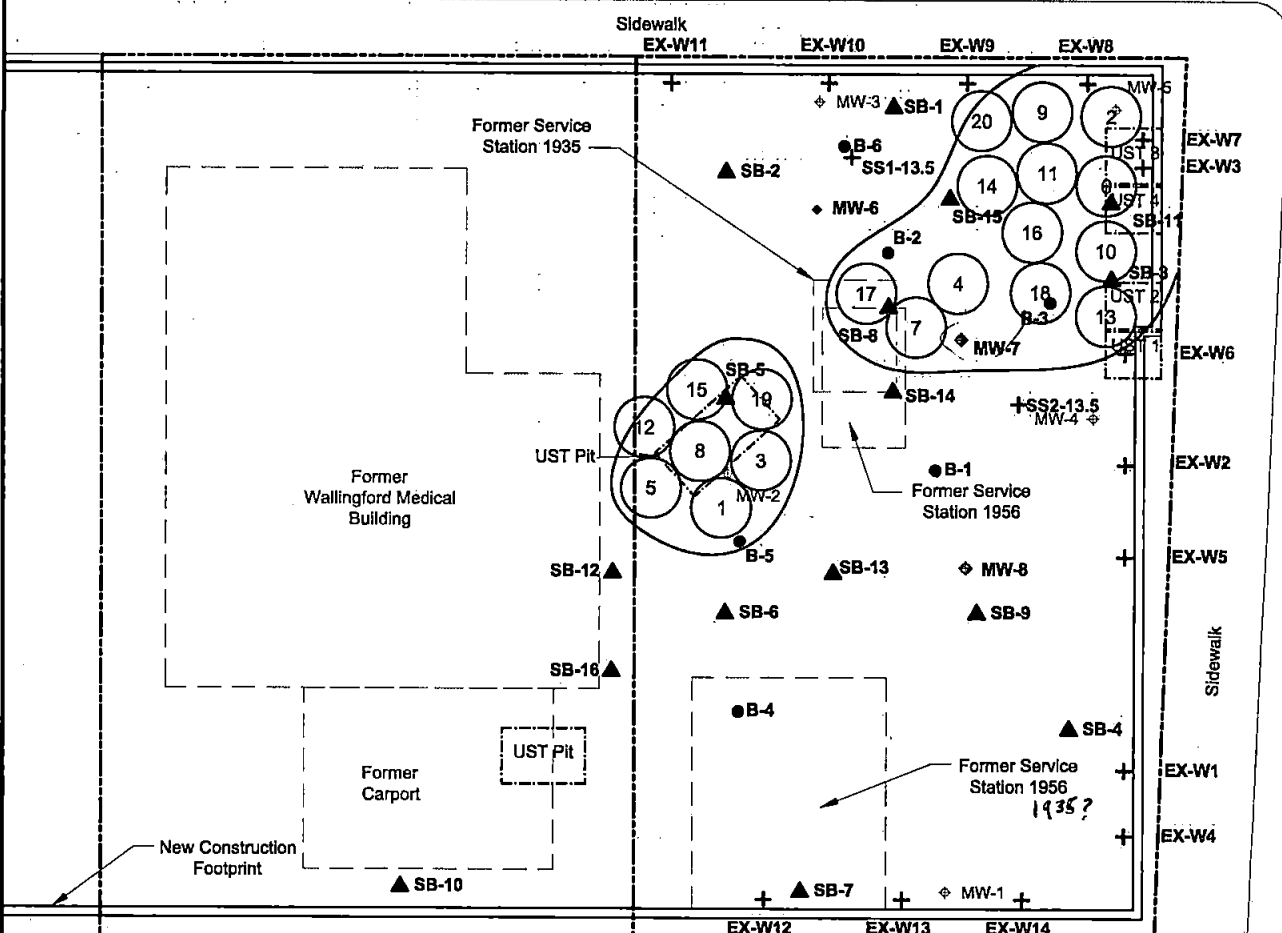 Sidewalk
EX-W11
EX-W10
EX-W9
EX-W8
MW-3
SB-1
20
9
2
MW-5
Former Service
Station 1935
B-6
SS1-13.5
EX-W7
UST 3
EX-W3
SB-2
14
11
UST 4
MW-6
SB-15
SB-11
16
B-2
10
17
4
18
SB-3
UST 2
B-3
13
SB-8
7
MW-7
UST 1
EX-W6
SB-5
15
19
SB-14
SS2-13.5
MW-4
12
UST Pit
8
3
B-1
EX-W2
Former
Wallingford Medical
Building
5
1
MW-2
Former Service
Station 1956
B-5
EX-W5
SB-12
SB-13
MW-8
SB-6
SB-9
Sidewalk
SB-16
B-4
SB-4
UST Pit
Former
Carport
Former Service
Station 1956
1935?
EX-W1
EX-W4
New Construction
Footprint
SB-10
SB-7
MW-1
EX-W12
EX-W13
EX-W14